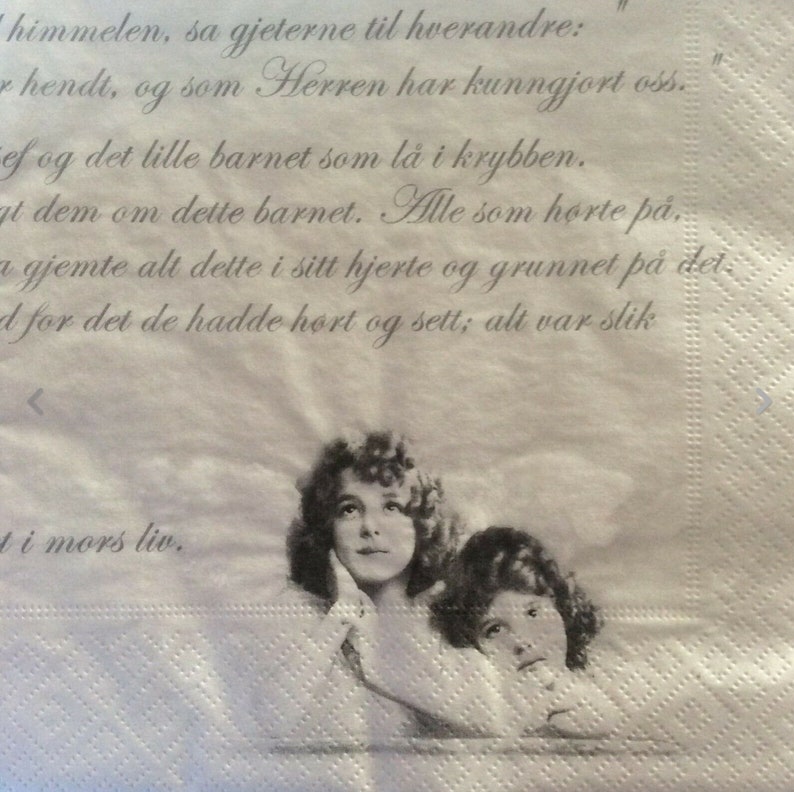 himmelen, sa gjeterne til hverandre: "
hendt, og som Herren har kunngjort oss. "
og det lille barnet som lå i krybben.
dem om dette barnet. Alle som hørte på,
gjemte alt dette i sitt hjerte og grunnet på det.
for det de hadde hørt og sett; alt var slik
i mors liv.